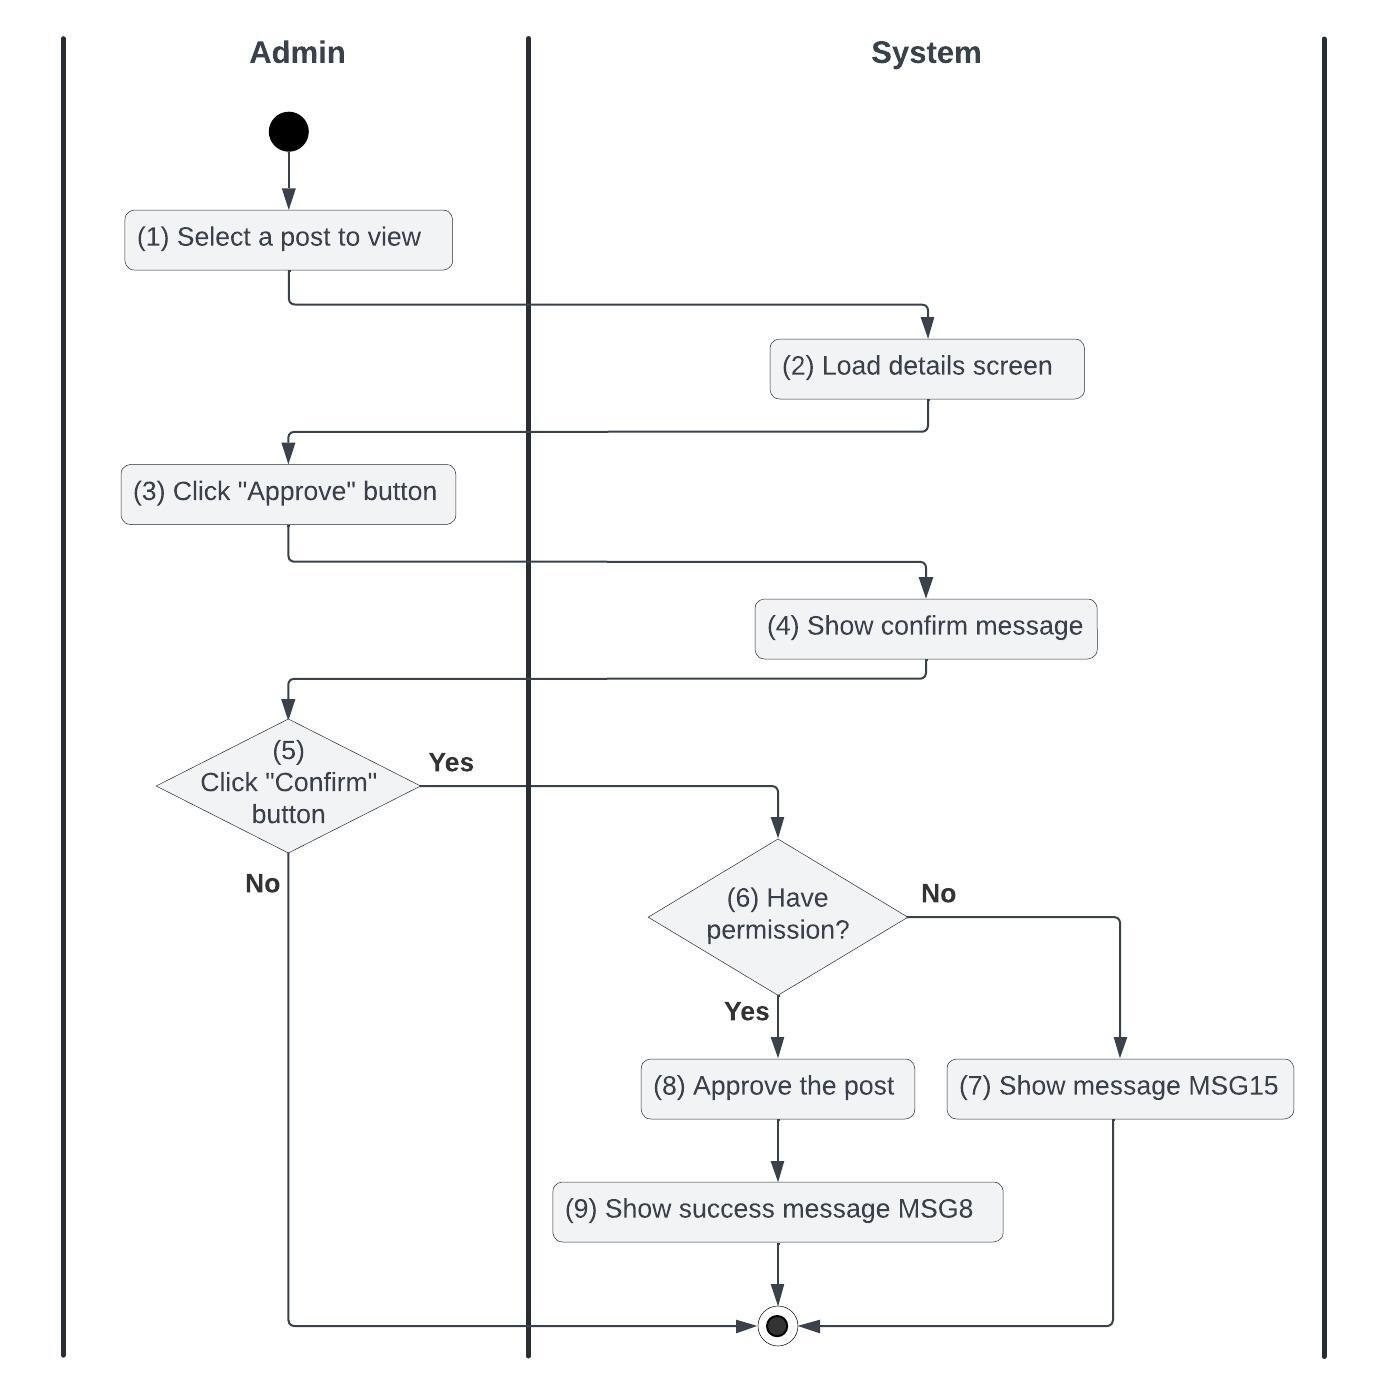 Admin
System
(1) Select a post to view
(2) Load details screen
(3) Click "Approve" button
(4) Show confirm message
(5)
Click "Confirm"
button
Yes
No
(6) Have
permission?
No
Yes
(8) Approve the post
(7) Show message MSG15
(9) Show success message MSG8